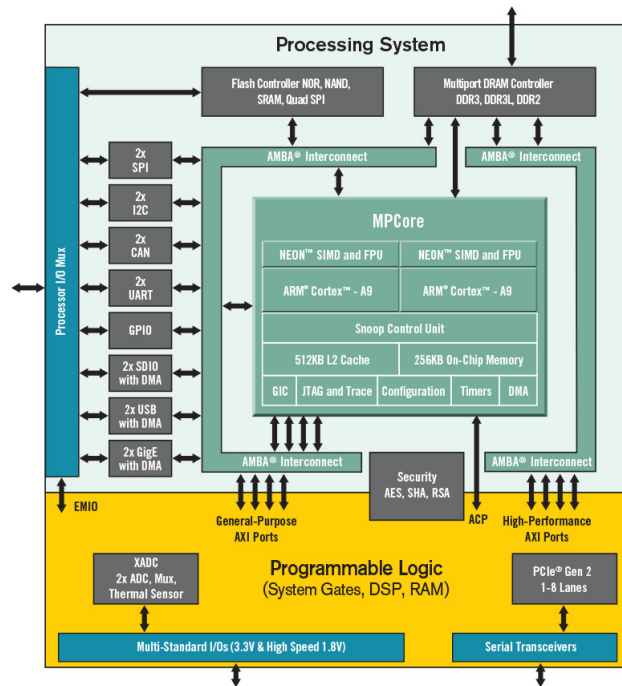 Processing System
Flash Controller NOR, NAND,
SRAM, Quad SPI
Multiport DRAM Controller
DDR3, DDR3L, DDR2
Processor I/O Mux
2x
SPI
2x
I2C
2x
CAN
2x
UART
GPIO
2x SDIO
with DMA
2x USB
with DMA
2x GigE
with DMA
AMBA® Interconnect
AMBA® Interconnect
MPCore
NEON™ SIMD and FPU
NEON™ SIMD and FPU
ARM® Cortex™ - A9
ARM® Cortex™ - A9
Snoop Control Unit
512KB L2 Cache
256KB On-Chip Memory
GIC
JTAG and Trace
Configuration
Timers
DMA
AMBA® Interconnect
AMBA® Interconnect
Security
AES, SHA, RSA
EMIO
General-Purpose
AXI Ports
ACP
High-Performance
AXI Ports
Programmable Logic
(System Gates, DSP, RAM)
XADC
2x ADC, Mux,
Thermal Sensor
PCIe® Gen 2
1-8 Lanes
Multi-Standard I/Os (3.3V & High Speed 1.8V)
Serial Transceivers